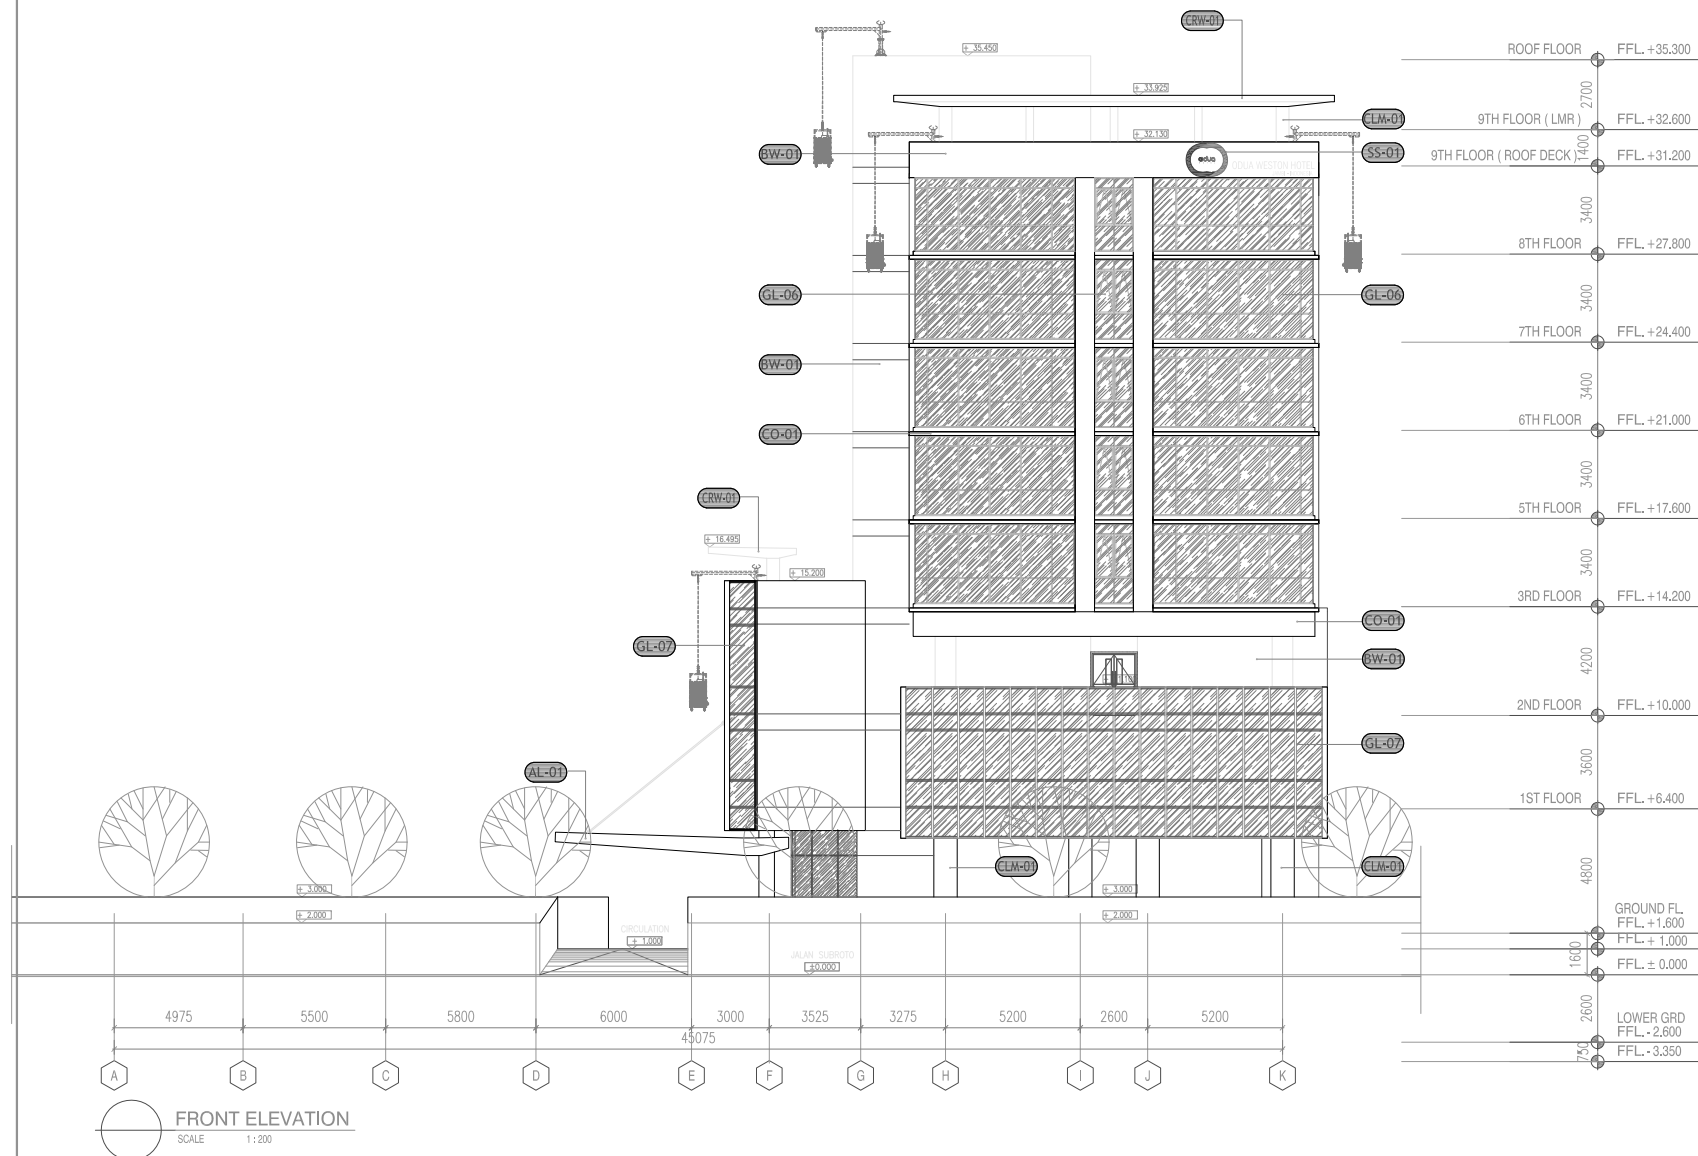 CRW-01
ROOF FLOOR FFL. +35.300
+ 35.450
2700
+ 33.925
9TH FLOOR ( LMR ) FFL. +32.600
CLM-01
+ 32.130
1400
BW-01
SS-01
9TH FLOOR ( ROOF DECK ) FFL. +31.200
odua
ODUA WESTON HOTEL
3400
8TH FLOOR FFL. +27.800
GL-06
GL-06
3400
7TH FLOOR FFL. +24.400
BW-01
3400
6TH FLOOR FFL. +21.000
CO-01
3400
CRW-01
5TH FLOOR FFL. +17.600
+ 16.495
3400
+ 15.200
3RD FLOOR FFL. +14.200
CO-01
GL-07
BW-01
4200
2ND FLOOR FFL. +10.000
GL-07
3600
AL-01
1ST FLOOR FFL. +6.400
CLM-01
CLM-01
4800
+ 3.000
+ 3.000
GROUND FL.
+ 2.000
+ 2.000
FFL. +1.600
CIRCULATION
+ 1.000
FFL. + 1.000
1600
JALAN SUBROTO
±0.000
FFL. ± 0.000
4975 5500 5800 6000 3000 3525 3275 5200 2600 5200
2600
45075
LOWER GRD
FFL. - 2.600
750
FFL. - 3.350
A B C D E F G H I J K
FRONT ELEVATION
SCALE 1 : 200